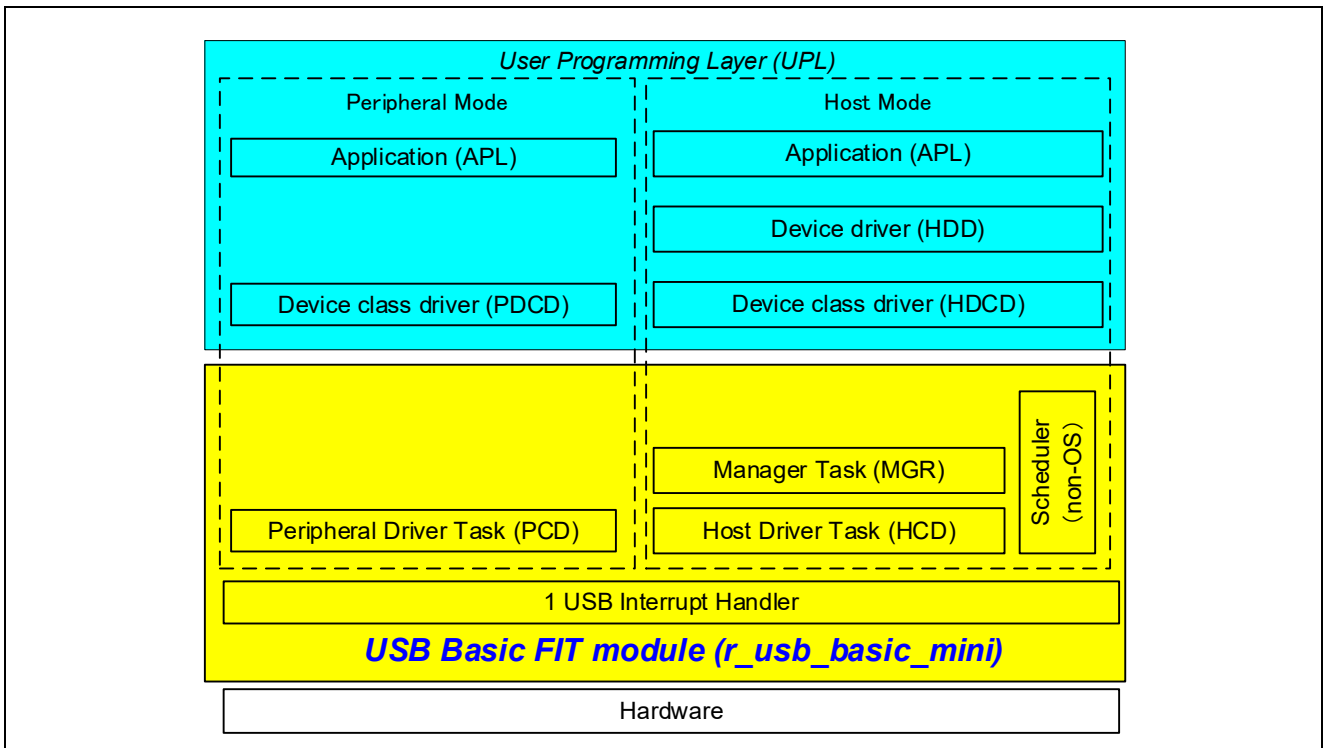 User Programming Layer (UPL)
Peripheral Mode
Host Mode
Application (APL)
Application (APL)
Device driver (HDD)
Device class driver (PDCD)
Device class driver (HDCD)
Scheduler
(non-OS)
Manager Task (MGR)
Peripheral Driver Task (PCD)
Host Driver Task (HCD)
1 USB Interrupt Handler
USB Basic FIT module (r_usb_basic_mini)
Hardware